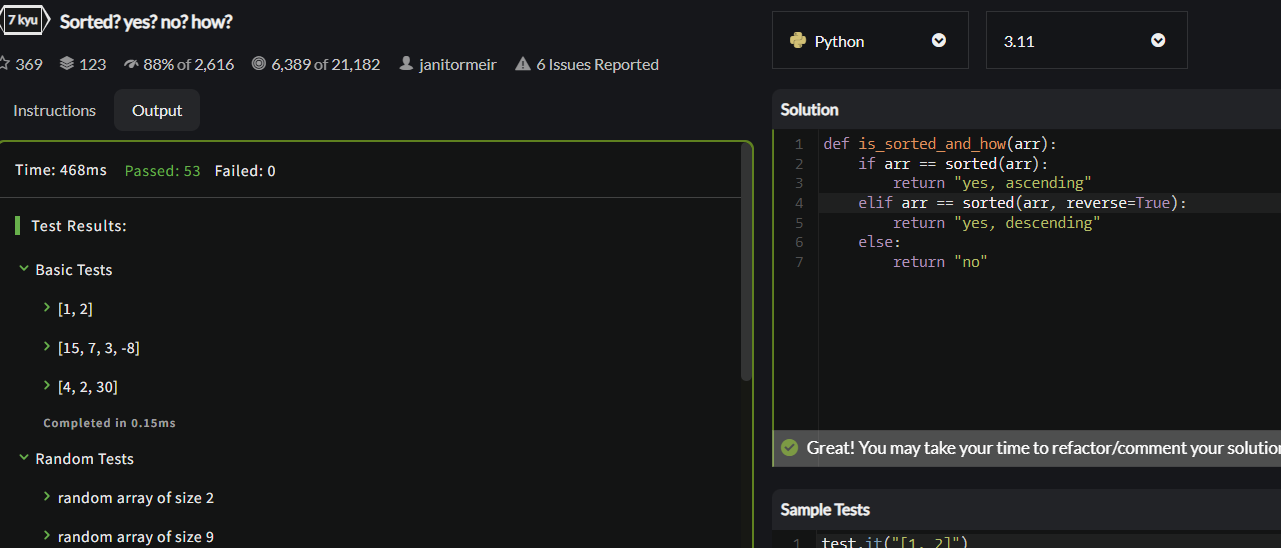 7 kyu Sorted? yes? no? how?
369 123 88% of 2,616 6,389 of 21,182 janitormeir 6 Issues Reported
Instructions Output
Time: 468ms Passed: 53 Failed: 0
Test Results:
Basic Tests
[1, 2]
[15, 7, 3, -8]
[4, 2, 30]
Completed in 0.15ms
Random Tests
random array of size 2
random array of size 9
Python 3.11
Solution
1 def is_sorted_and_how(arr):
2     if arr == sorted(arr):
3         return "yes, ascending"
4     elif arr == sorted(arr, reverse=True):
5         return "yes, descending"
6     else:
7         return "no"
Great! You may take your time to refactor/comment your solution
Sample Tests
1 test.it("[1, 2]")